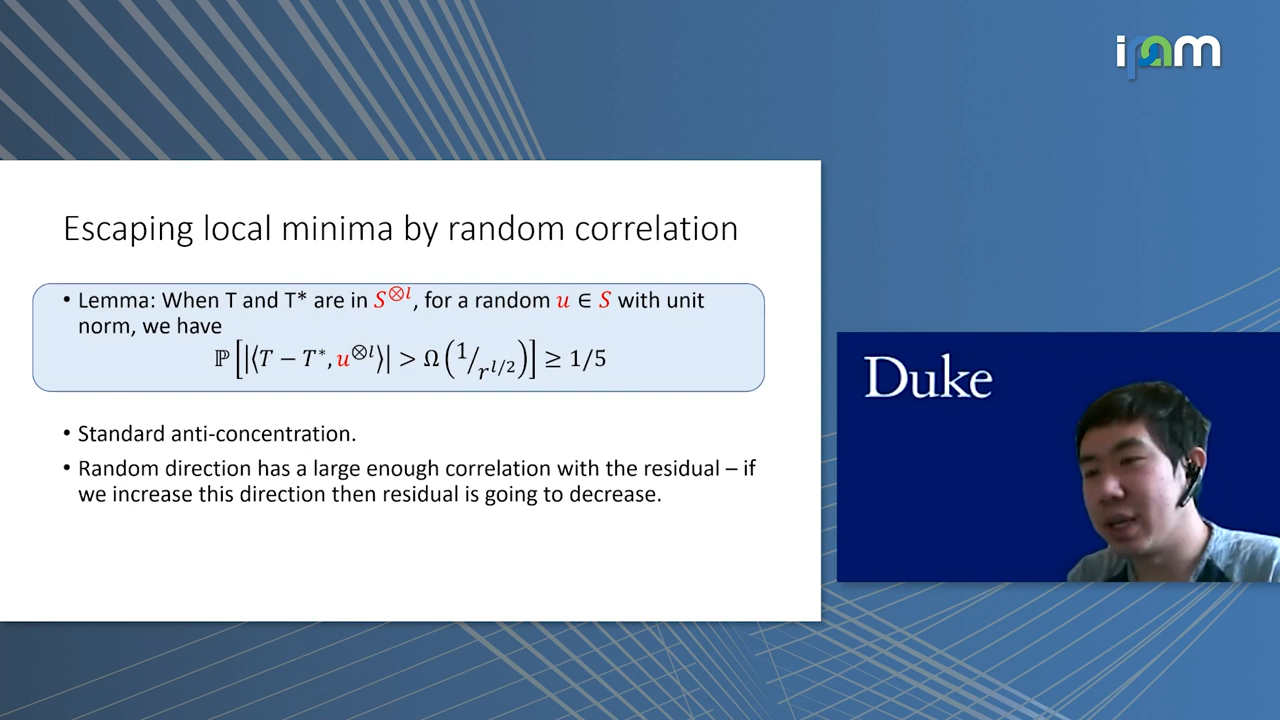 ipam
Escaping local minima by random correlation
• Lemma: When T and T* are in S^{⊗l}, for a random u ∈ S with unit
norm, we have
ℙ[|⟨T − T*, u^{⊗l}⟩| > Ω(1/r^{l/2})] ≥ 1/5
• Standard anti-concentration.
• Random direction has a large enough correlation with the residual – if
we increase this direction then residual is going to decrease.
Duke